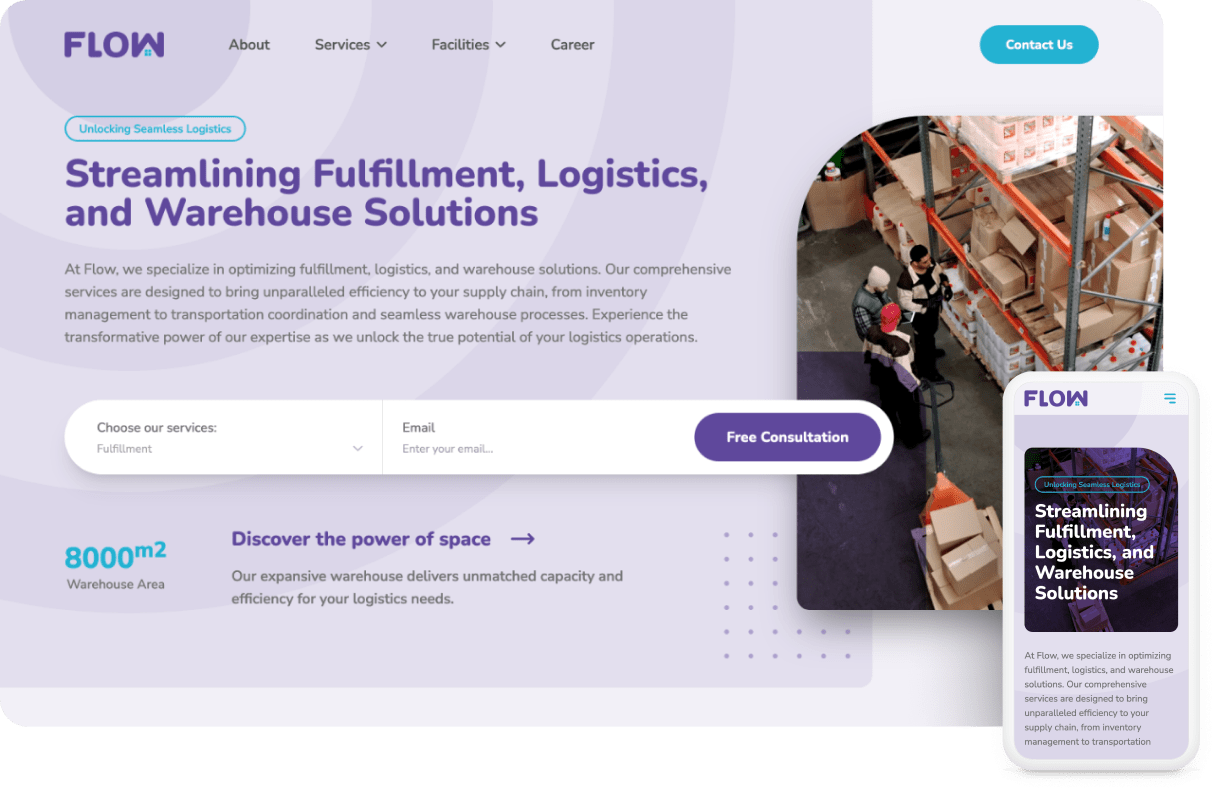 FLOW
About
Services
Facilities
Career
Contact Us
Unlocking Seamless Logistics
Streamlining Fulfillment, Logistics,
and Warehouse Solutions
At Flow, we specialize in optimizing fulfillment, logistics, and warehouse solutions. Our comprehensive
services are designed to bring unparalleled efficiency to your supply chain, from inventory
management to transportation coordination and seamless warehouse processes. Experience the
transformative power of our expertise as we unlock the true potential of your logistics operations.
Choose our services:
Fulfillment
Email
Enter your email...
Free Consultation
8000m2
Warehouse Area
Discover the power of space
Our expansive warehouse delivers unmatched capacity and
efficiency for your logistics needs.
FLOW
Unlocking Seamless Logistics
Streamlining
Fulfillment,
Logistics, and
Warehouse
Solutions
At Flow, we specialize in optimizing
fulfillment, logistics, and warehouse
solutions. Our comprehensive
services are designed to bring
unparalleled efficiency to your
supply chain, from inventory
management to transportation